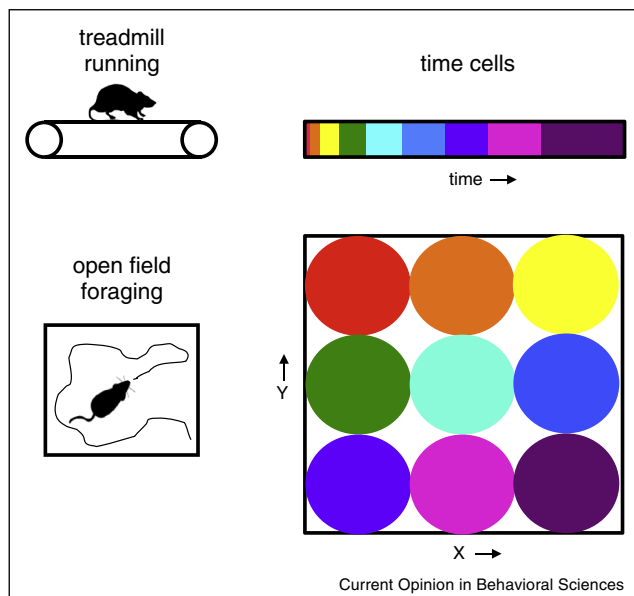 treadmill
running
time cells
time
open field
foraging
Y
X
Current Opinion in Behavioral Sciences